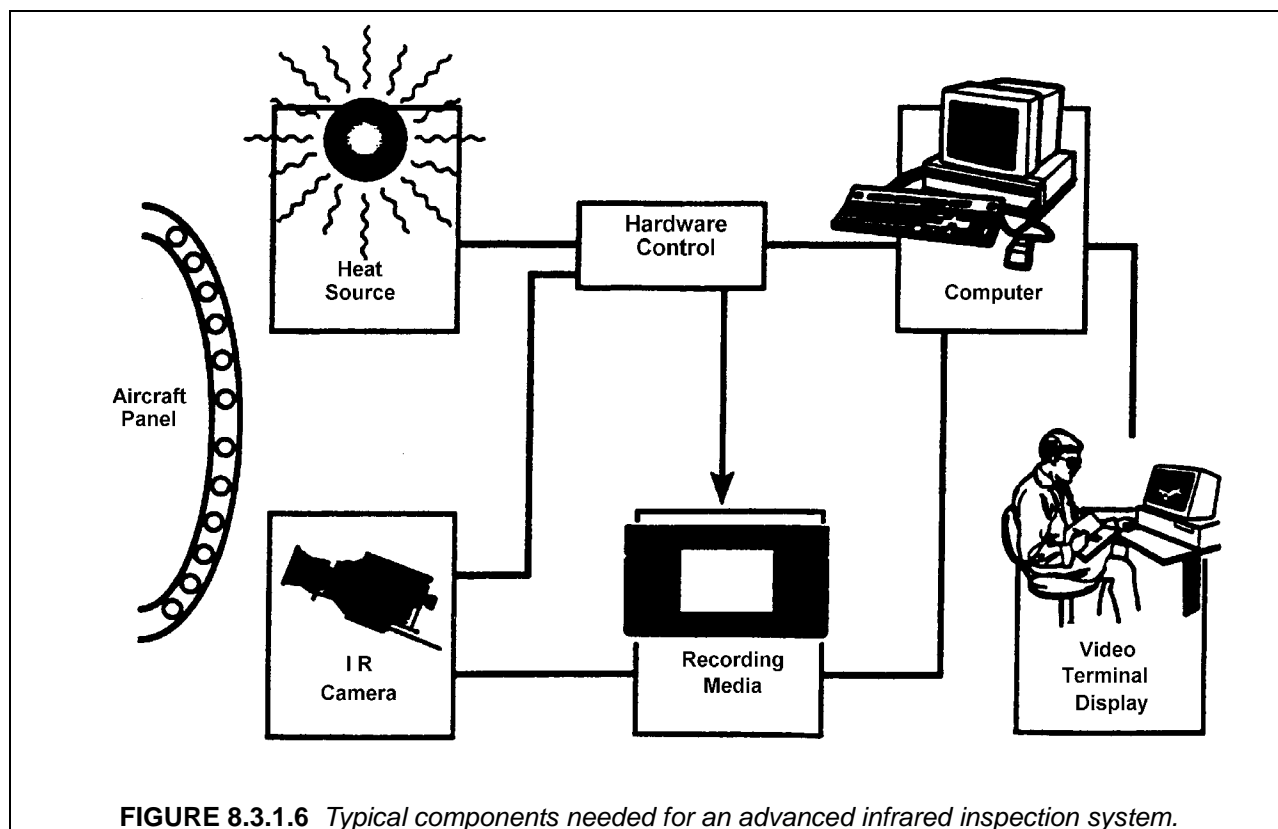 Heat
Source
Hardware
Control
Computer
Aircraft
Panel
I R
Camera
Recording
Media
Video
Terminal
Display
FIGURE 8.3.1.6 Typical components needed for an advanced infrared inspection system.